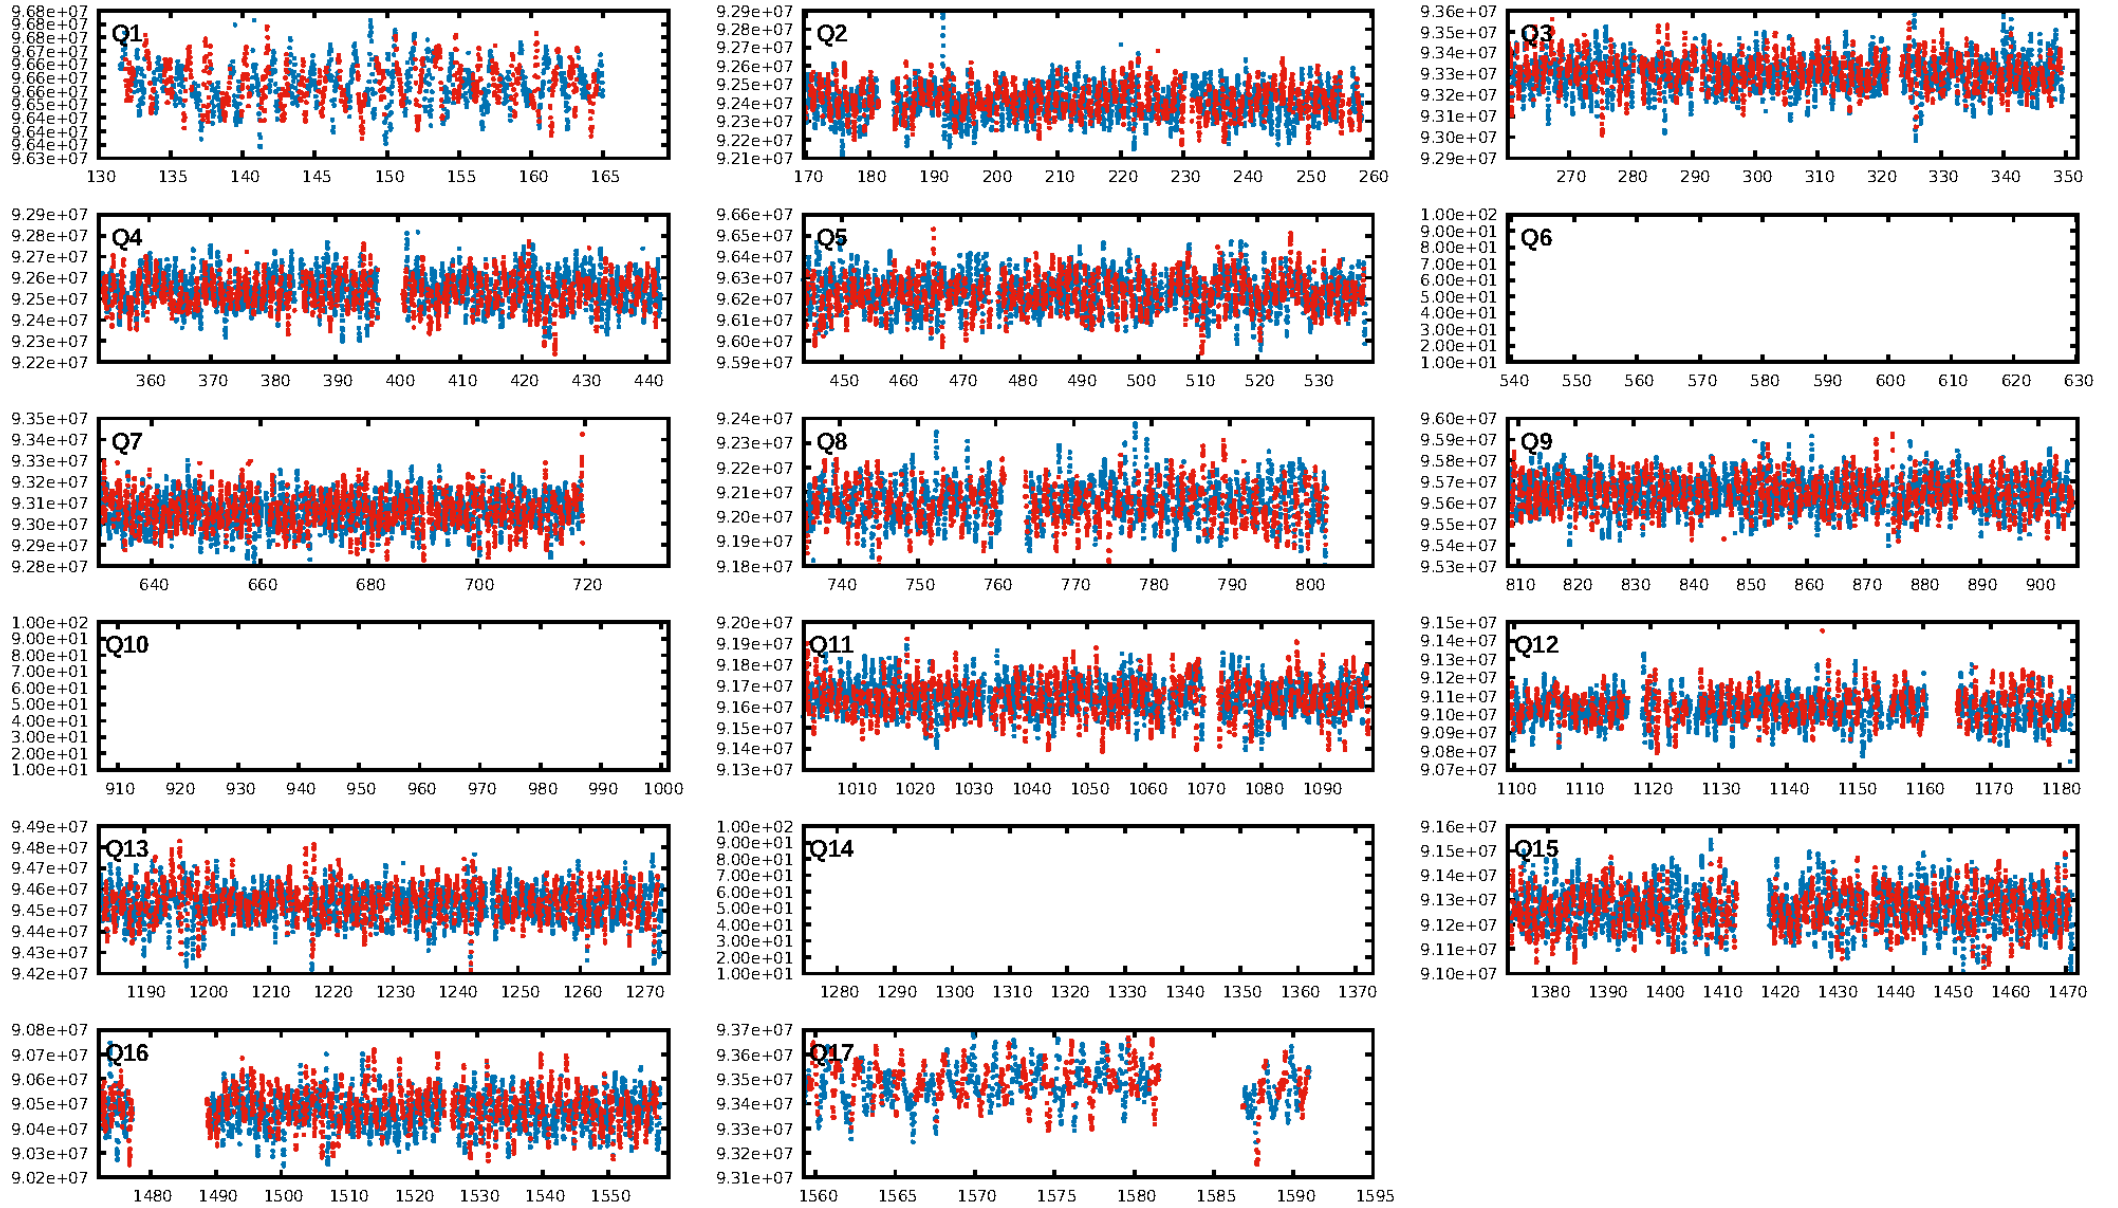 9.68e+07
9.68e+07
9.67e+07
9.67e+07
9.66e+07
9.66e+07
9.65e+07
9.65e+07
9.64e+07
9.64e+07
9.63e+07
Q1
130 135 140 145 150 155 160 165
9.29e+07
9.28e+07
9.27e+07
9.26e+07
9.25e+07
9.24e+07
9.23e+07
9.22e+07
9.21e+07
Q2
170 180 190 200 210 220 230 240 250 260
9.36e+07
9.35e+07
9.34e+07
9.33e+07
9.32e+07
9.31e+07
9.30e+07
9.29e+07
Q3
270 280 290 300 310 320 330 340 350
9.29e+07
9.28e+07
9.27e+07
9.26e+07
9.25e+07
9.24e+07
9.23e+07
9.22e+07
Q4
360 370 380 390 400 410 420 430 440
9.66e+07
9.65e+07
9.64e+07
9.63e+07
9.62e+07
9.61e+07
9.60e+07
9.59e+07
Q5
450 460 470 480 490 500 510 520 530
1.00e+02
9.00e+01
8.00e+01
7.00e+01
6.00e+01
5.00e+01
4.00e+01
3.00e+01
2.00e+01
1.00e+01
Q6
540 550 560 570 580 590 600 610 620 630
9.35e+07
9.34e+07
9.33e+07
9.32e+07
9.31e+07
9.30e+07
9.29e+07
9.28e+07
Q7
640 660 680 700 720
9.24e+07
9.23e+07
9.22e+07
9.21e+07
9.20e+07
9.19e+07
9.18e+07
Q8
740 750 760 770 780 790 800
9.60e+07
9.59e+07
9.58e+07
9.57e+07
9.56e+07
9.55e+07
9.54e+07
9.53e+07
Q9
810 820 830 840 850 860 870 880 890 900
1.00e+02
9.00e+01
8.00e+01
7.00e+01
6.00e+01
5.00e+01
4.00e+01
3.00e+01
2.00e+01
1.00e+01
Q10
910 920 930 940 950 960 970 980 990 1000
9.20e+07
9.19e+07
9.18e+07
9.17e+07
9.16e+07
9.15e+07
9.14e+07
9.13e+07
Q11
1010 1020 1030 1040 1050 1060 1070 1080 1090
9.15e+07
9.14e+07
9.13e+07
9.12e+07
9.11e+07
9.10e+07
9.09e+07
9.08e+07
9.07e+07
Q12
1100 1110 1120 1130 1140 1150 1160 1170 1180
9.49e+07
9.48e+07
9.47e+07
9.46e+07
9.45e+07
9.44e+07
9.43e+07
9.42e+07
Q13
1190 1200 1210 1220 1230 1240 1250 1260 1270
1.00e+02
9.00e+01
8.00e+01
7.00e+01
6.00e+01
5.00e+01
4.00e+01
3.00e+01
2.00e+01
1.00e+01
Q14
1280 1290 1300 1310 1320 1330 1340 1350 1360 1370
9.16e+07
9.15e+07
9.14e+07
9.13e+07
9.12e+07
9.11e+07
9.10e+07
Q15
1380 1390 1400 1410 1420 1430 1440 1450 1460 1470
9.08e+07
9.07e+07
9.06e+07
9.05e+07
9.04e+07
9.03e+07
9.02e+07
Q16
1480 1490 1500 1510 1520 1530 1540 1550
9.37e+07
9.36e+07
9.35e+07
9.34e+07
9.33e+07
9.32e+07
9.31e+07
Q17
1560 1565 1570 1575 1580 1585 1590 1595